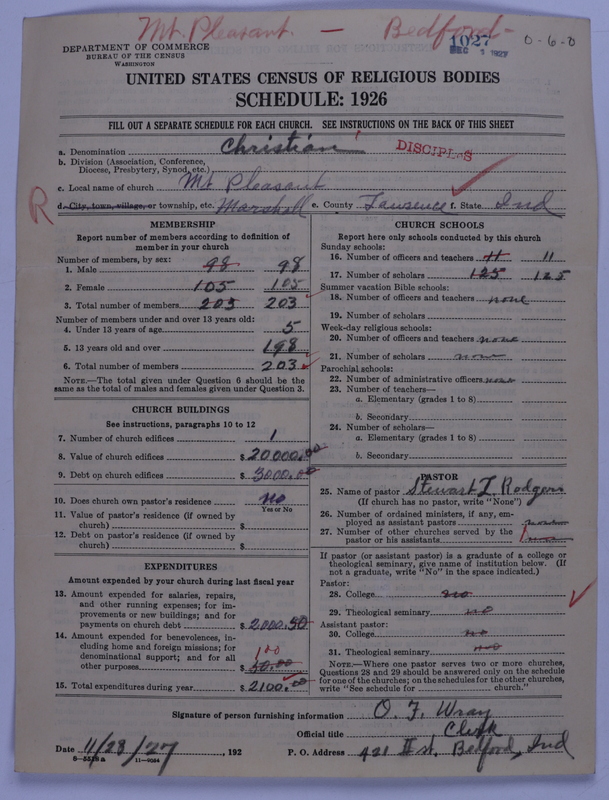 Mt. Pleasant. — Bedford -
1027
DEC 1 1927
0-6-0
DEPARTMENT OF COMMERCE
BUREAU OF THE CENSUS
WASHINGTON
UNITED STATES CENSUS OF RELIGIOUS BODIES
SCHEDULE: 1926
FILL OUT A SEPARATE SCHEDULE FOR EACH CHURCH. SEE INSTRUCTIONS ON THE BACK OF THIS SHEET
a. Denomination Christian DISCIPLES
b. Division (Association, Conference,
Diocese, Presbytery, Synod, etc.)
c. Local name of church Mt. Pleasant
R
d. City, town, village, or township, etc. Marshall e. County Lawrence f. State Ind
MEMBERSHIP
Report number of members according to definition of
member in your church
Number of members, by sex:
1. Male 98 98
2. Female 105 105
3. Total number of members 203 203
Number of members under and over 13 years old:
4. Under 13 years of age 5
5. 13 years old and over 198
6. Total number of members 203
NOTE.—The total given under Question 6 should be the
same as the total of males and females given under Question 3.
CHURCH BUILDINGS
See instructions, paragraphs 10 to 12
7. Number of church edifices 1
8. Value of church edifices $ 20000.00
9. Debt on church edifices $ 3000.00
10. Does church own pastor's residence No
Yes or No
11. Value of pastor's residence (if owned by
church) $
12. Debt on pastor's residence (if owned by
church) $
EXPENDITURES
Amount expended by your church during last fiscal year
13. Amount expended for salaries, repairs,
and other running expenses; for im-
provements or new buildings; and for
payments on church debt $ 2000.50
14. Amount expended for benevolences, in-
cluding home and foreign missions; for
denominational support; and for all 100
other purposes $ 50.00
15. Total expenditures during year $ 2100.00
CHURCH SCHOOLS
Report here only schools conducted by this church
Sunday schools:
16. Number of officers and teachers 11 11
17. Number of scholars 125 125
Summer vacation Bible schools:
18. Number of officers and teachers none
19. Number of scholars
Week-day religious schools:
20. Number of officers and teachers none
21. Number of scholars none
Parochial schools:
22. Number of administrative officers none
23. Number of teachers—
a. Elementary (grades 1 to 8)
b. Secondary
24. Number of scholars—
a. Elementary (grades 1 to 8)
b. Secondary
PASTOR
25. Name of pastor Stewart I Rodgers
(If church has no pastor, write "None")
26. Number of ordained ministers, if any, em-
ployed as assistant pastors
27. Number of other churches served by the
pastor or his assistants
If pastor (or assistant pastor) is a graduate of a college or
theological seminary, give name of institution below. (If
not a graduate, write "No" in the space indicated.)
Pastor:
28. College no
29. Theological seminary no
Assistant pastor:
30. College no
31. Theological seminary no
NOTE.—Where one pastor serves two or more churches,
Questions 28 and 29 should be answered only on the schedule
for one of the churches; on the schedules for the other churches,
write "See schedule for church."
Signature of person furnishing information O. F. Wray
Official title Clerk
Date 11/28/27, 192 P. O. Address 421 II st, Bedford, Ind
8-5518a 11-9084